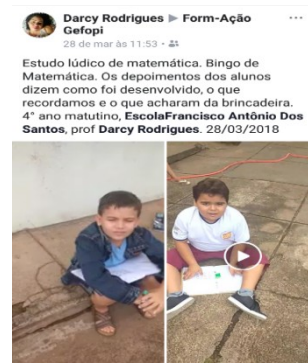 Darcy Rodrigues ▸ Form-Ação
Gefopi
28 de mar às 11:53 •
Estudo lúdico de matemática. Bingo de
Matemática. Os depoimentos dos alunos
dizem como foi desenvolvido, o que
recordamos e o que acharam da brincadeira.
4° ano matutino, EscolaFrancisco Antônio Dos
Santos, prof Darcy Rodrigues. 28/03/2018